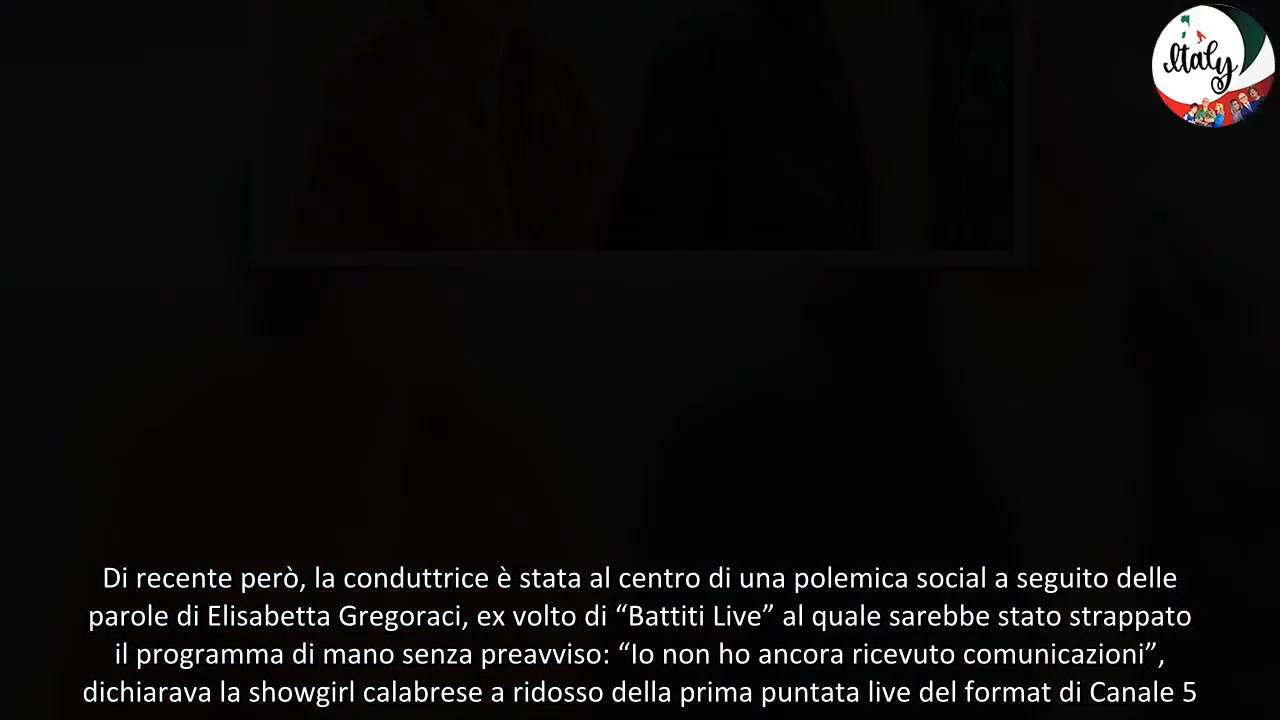 Italy
Di recente però, la conduttrice è stata al centro di una polemica social a seguito delle
parole di Elisabetta Gregoraci, ex volto di “Battiti Live” al quale sarebbe stato strappato
il programma di mano senza preavviso: “Io non ho ancora ricevuto comunicazioni”,
dichiarava la showgirl calabrese a ridosso della prima puntata live del format di Canale 5